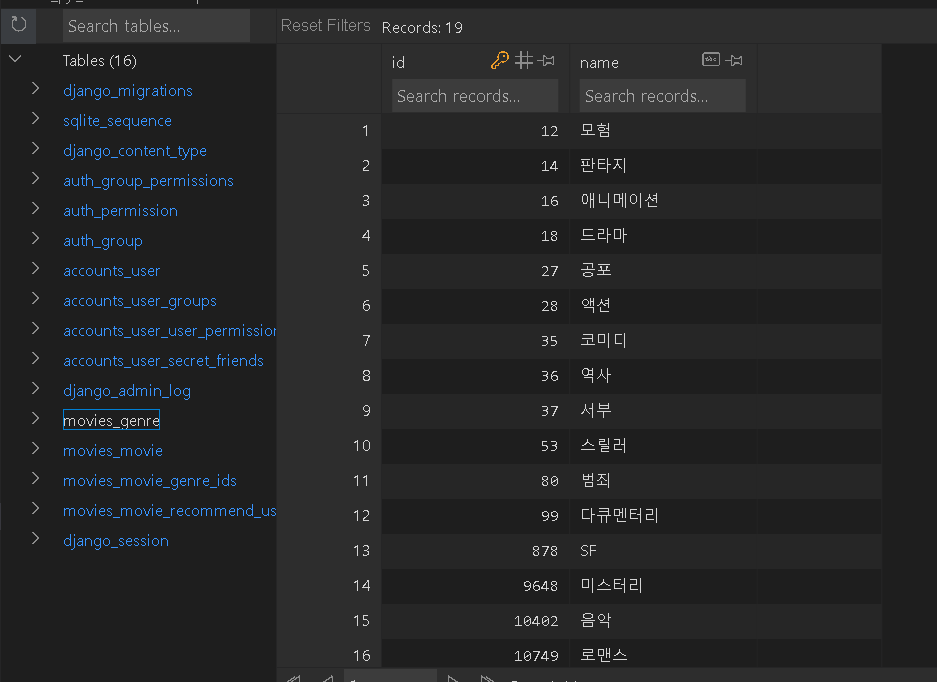 Search tables...
Reset Filters
Records: 19
Tables (16)
django_migrations
sqlite_sequence
django_content_type
auth_group_permissions
auth_permission
auth_group
accounts_user
accounts_user_groups
accounts_user_user_permission
accounts_user_secret_friends
django_admin_log
movies_genre
movies_movie
movies_movie_genre_ids
movies_movie_recommend_us
django_session
id name
Search records... Search records...
1 12 모험
2 14 판타지
3 16 애니메이션
4 18 드라마
5 27 공포
6 28 액션
7 35 코미디
8 36 역사
9 37 서부
10 53 스릴러
11 80 범죄
12 99 다큐멘터리
13 878 SF
14 9648 미스터리
15 10402 음악
16 10749 로맨스